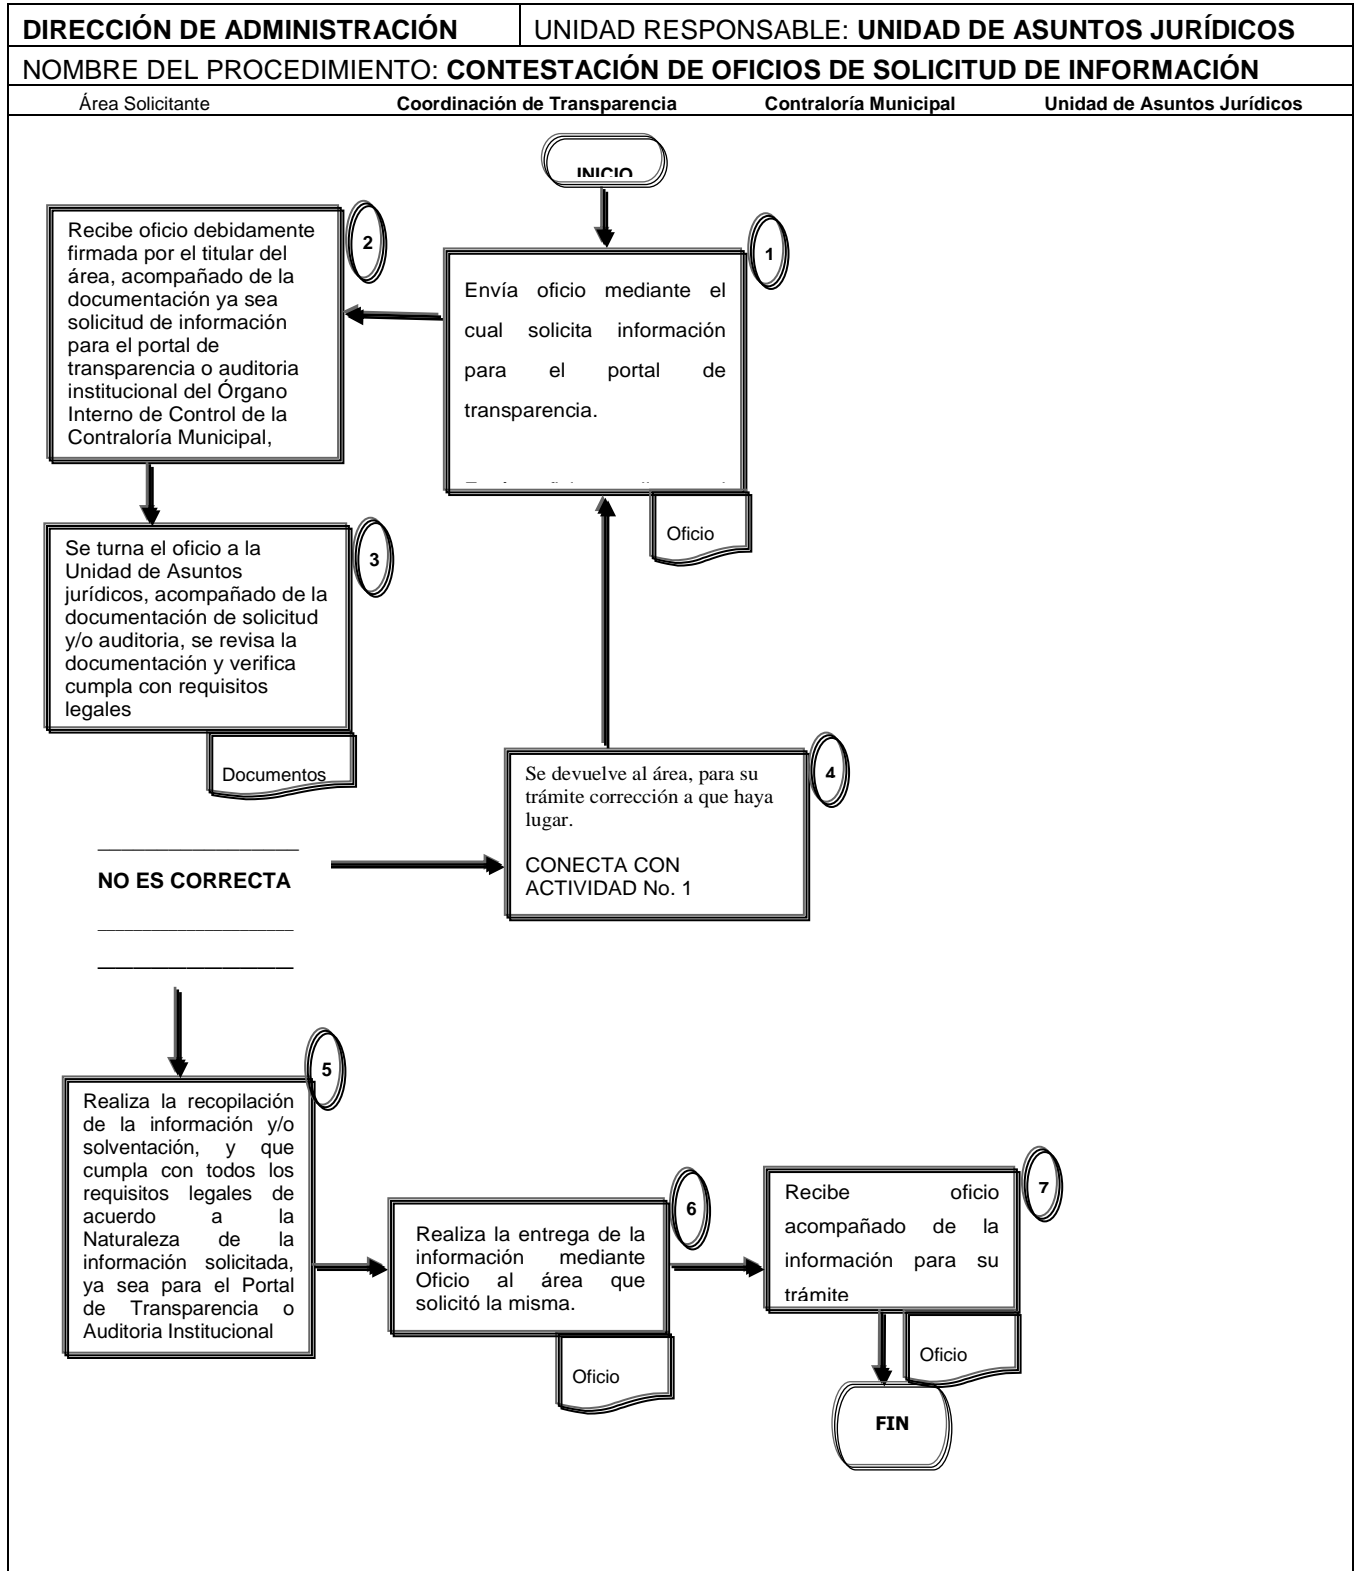 DIRECCIÓN DE ADMINISTRACIÓN
UNIDAD RESPONSABLE: UNIDAD DE ASUNTOS JURÍDICOS
NOMBRE DEL PROCEDIMIENTO: CONTESTACIÓN DE OFICIOS DE SOLICITUD DE INFORMACIÓN
Área Solicitante
Coordinación de Transparencia
Contraloría Municipal
Unidad de Asuntos Jurídicos
INICIO
1
Envía oficio mediante el
cual solicita información
para el portal de
transparencia.
Oficio
2
Recibe oficio debidamente
firmada por el titular del
área, acompañado de la
documentación ya sea
solicitud de información
para el portal de
transparencia o auditoria
institucional del Órgano
Interno de Control de la
Contraloría Municipal,
3
Se turna el oficio a la
Unidad de Asuntos
jurídicos, acompañado de la
documentación de solicitud
y/o auditoria, se revisa la
documentación y verifica
cumpla con requisitos
legales
Documentos
4
Se devuelve al área, para su
trámite corrección a que haya
lugar.
CONECTA CON
ACTIVIDAD No. 1
NO ES CORRECTA
5
Realiza la recopilación
de la información y/o
solventación, y que
cumpla con todos los
requisitos legales de
acuerdo a la
Naturaleza de la
información solicitada,
ya sea para el Portal
de Transparencia o
Auditoria Institucional
6
Realiza la entrega de la
información mediante
Oficio al área que
solicitó la misma.
Oficio
7
Recibe oficio
acompañado de la
información para su
trámite
Oficio
FIN